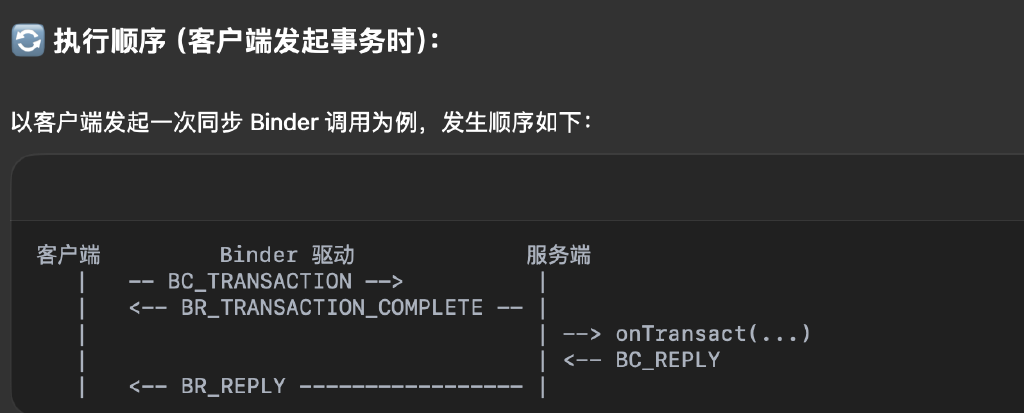 🔄 执行顺序（客户端发起事务时）：
以客户端发起一次同步 Binder 调用为例，发生顺序如下：
客户端 Binder 驱动 服务端
| -- BC_TRANSACTION --> |
| <-- BR_TRANSACTION_COMPLETE -- |
| | --> onTransact(...)
| | <-- BC_REPLY
| <-- BR_REPLY ----------------- |